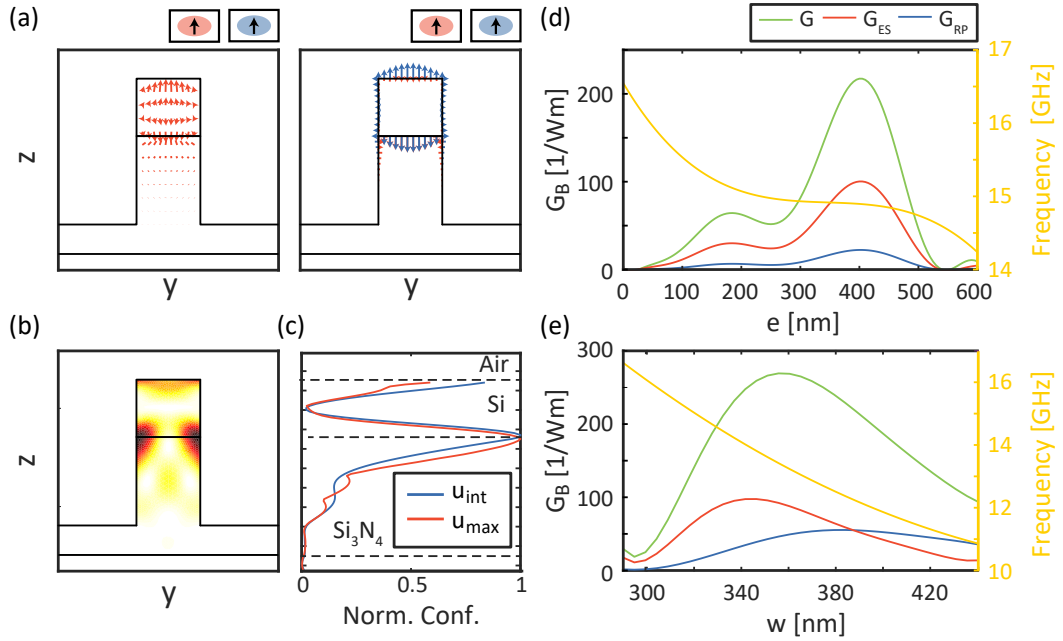 (a)
z
y
y
(b)
z
y
(c)
Air
Si
Si₃N₄
u_int
u_max
0
0.5
1
Norm. Conf.
(d)
G G_ES G_RP
200
100
0
G_B [1/Wm]
17
16
15
14
Frequency [GHz]
0 100 200 300 400 500 600
e [nm]
(e)
300
200
100
0
G_B [1/Wm]
16
14
12
10
Frequency [GHz]
300 340 380 420
w [nm]